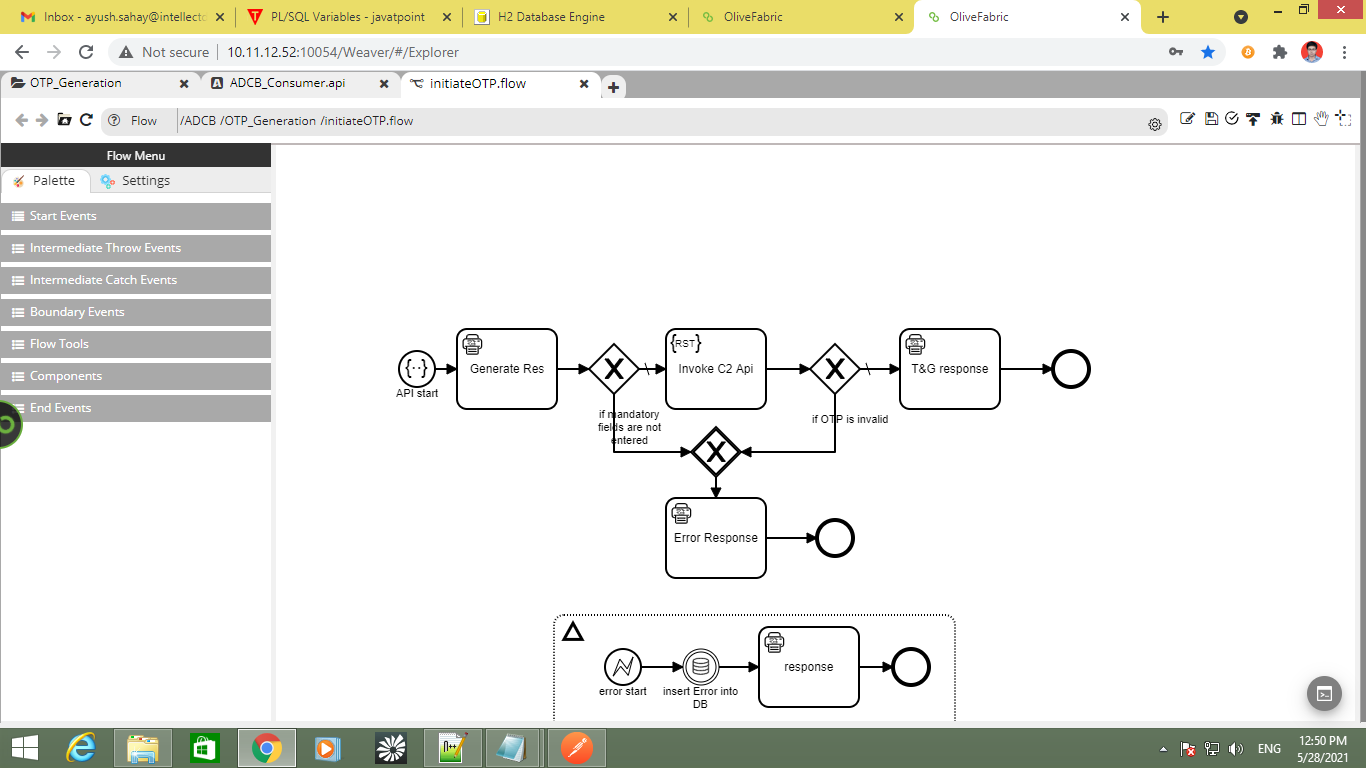 Inbox - ayush.sahay@intellect
PL/SQL Variables - javatpoint
H2 Database Engine
OliveFabric
OliveFabric
Not secure
10.11.12.52:10054/Weaver/#/Explorer
OTP_Generation
ADCB_Consumer.api
initiateOTP.flow
Flow
/ADCB /OTP_Generation /initiateOTP.flow
Flow Menu
Palette
Settings
Start Events
Intermediate Throw Events
Intermediate Catch Events
Boundary Events
Flow Tools
Components
End Events
API start
Generate Res
X
if mandatory
fields are not
entered
{RST}
Invoke C2 Api
X
if OTP is invalid
T&G response
X
Error Response
error start
insert Error into
DB
response
ENG
12:50 PM
5/28/2021